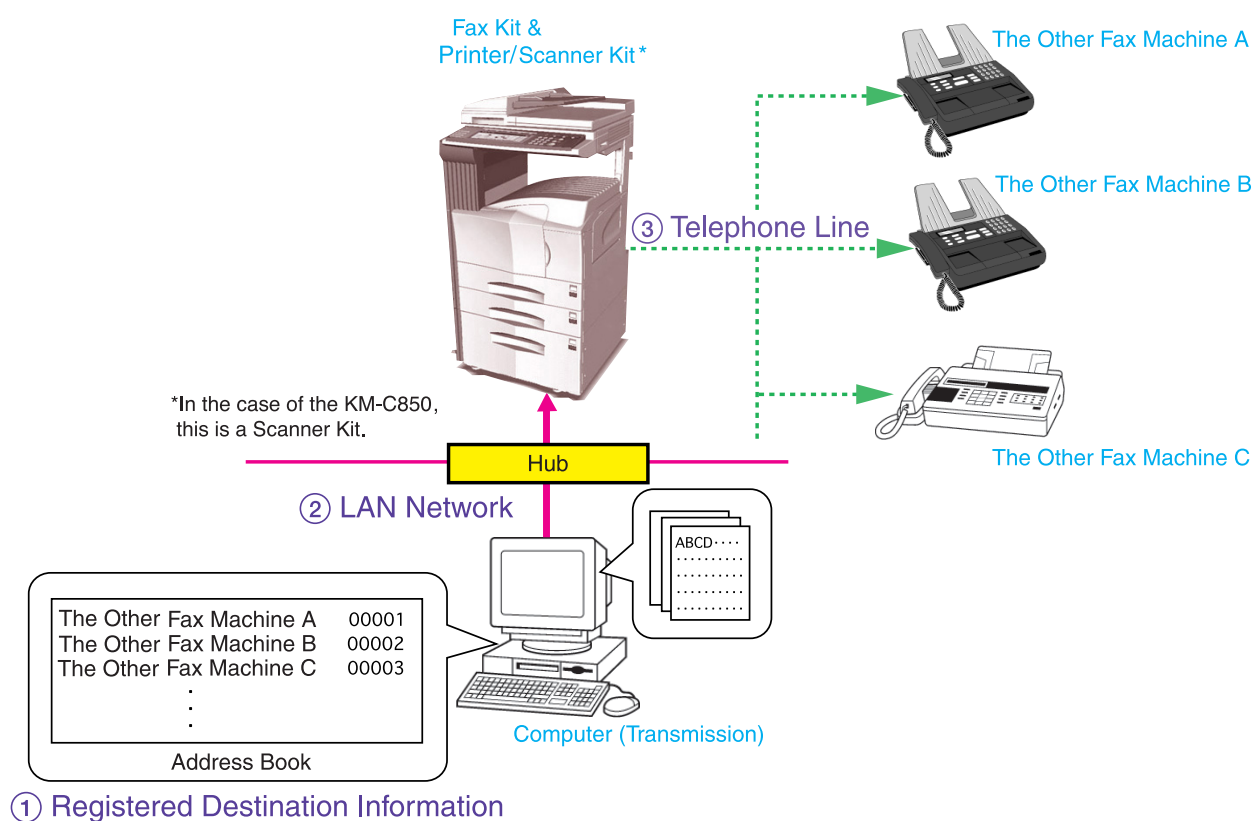 Fax Kit &
Printer/Scanner Kit*
The Other Fax Machine A
The Other Fax Machine B
③ Telephone Line
*In the case of the KM-C850,
this is a Scanner Kit.
The Other Fax Machine C
Hub
② LAN Network
ABCD····
The Other Fax Machine A 00001
The Other Fax Machine B 00002
The Other Fax Machine C 00003
.
.
.
Address Book
Computer (Transmission)
① Registered Destination Information